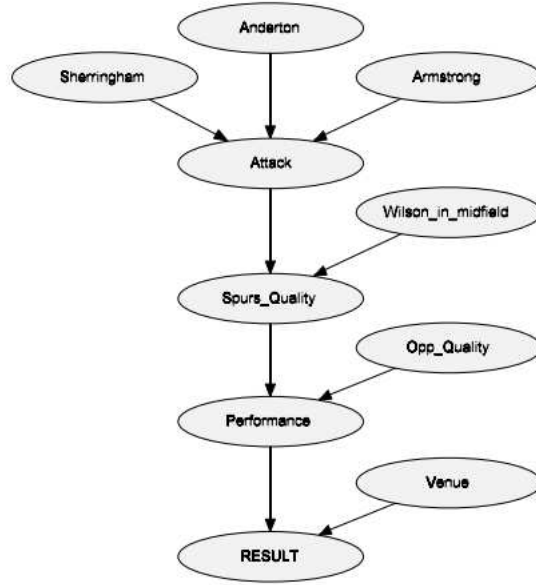 Anderton
Sherringham
Armstrong
Attack
Wilson_in_midfield
Spurs_Quality
Opp_Quality
Performance
Venue
RESULT